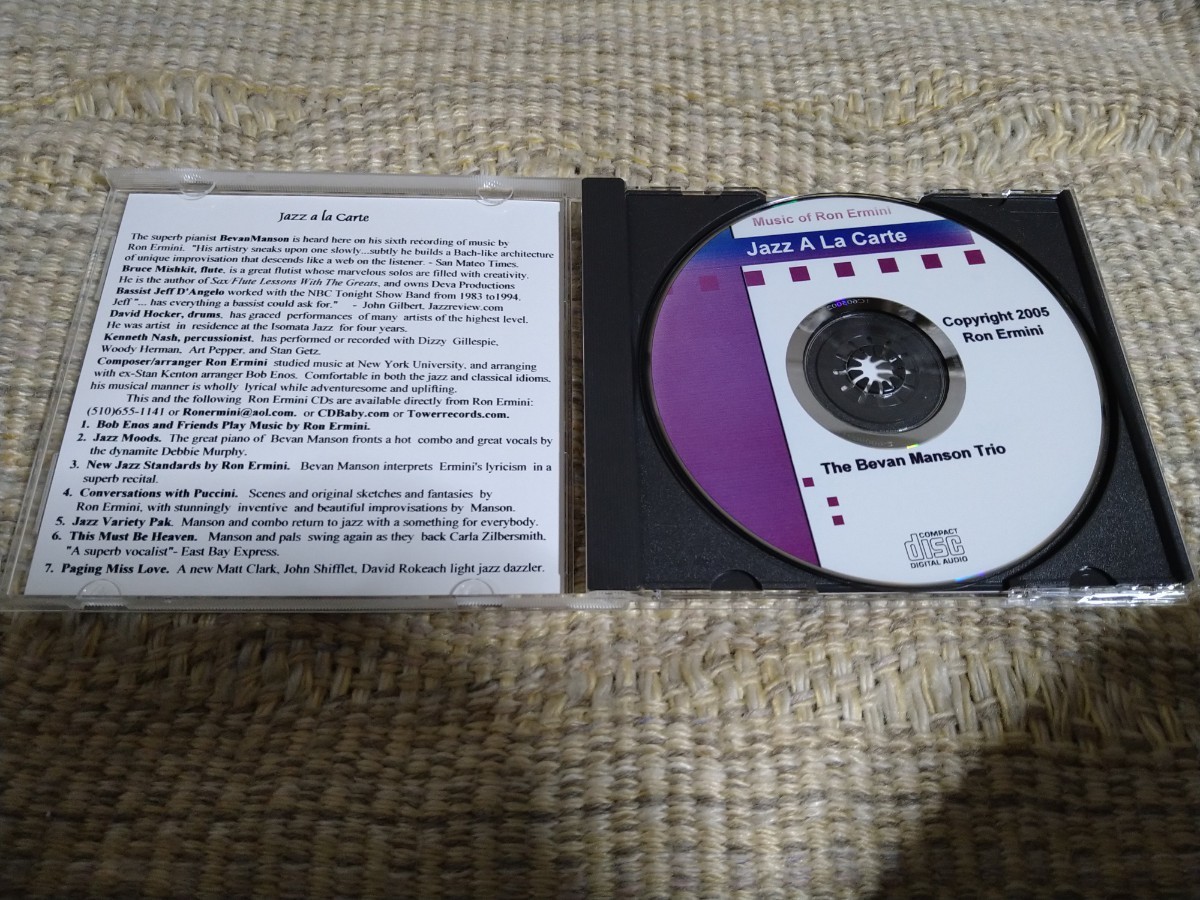 Jazz a la Carte
The superb pianist BevanManson is heard here on his sixth recording of music by
Ron Ermini. "His artistry sneaks upon one slowly...subtly he builds a Bach-like architecture
of unique improvisation that descends like a web on the listener. - San Mateo Times.
Bruce Mishkit, flute, is a great flutist whose marvelous solos are filled with creativity.
He is the author of Sax Flute Lessons With The Greats, and owns Deva Productions
Bassist Jeff D'Angelo worked with the NBC Tonight Show Band from 1983 to1994.
Jeff "... has everything a bassist could ask for." - John Gilbert, Jazzreview.com
David Hocker, drums, has graced performances of many artists of the highest level.
He was artist in residence at the Isomata Jazz for four years.
Kenneth Nash, percussionist, has performed or recorded with Dizzy Gillespie,
Woody Herman, Art Pepper, and Stan Getz.
Composer/arranger Ron Ermini studied music at New York University, and arranging
with ex-Stan Kenton arranger Bob Enos. Comfortable in both the jazz and classical idioms,
his musical manner is wholly lyrical while adventuresome and uplifting.
This and the following Ron Ermini CDs are available directly from Ron Ermini:
(510)655-1141 or Ronermini@aol.com. or CDBaby.com or Towerrecords.com.
1. Bob Enos and Friends Play Music by Ron Ermini.
2. Jazz Moods. The great piano of Bevan Manson fronts a hot combo and great vocals by
the dynamite Debbie Murphy.
3. New Jazz Standards by Ron Ermini. Bevan Manson interprets Ermini's lyricism in a
superb recital.
4. Conversations with Puccini. Scenes and original sketches and fantasies by
Ron Ermini, with stunningly inventive and beautiful improvisations by Manson.
5. Jazz Variety Pak. Manson and combo return to jazz with a something for everybody.
6. This Must Be Heaven. Manson and pals swing again as they back Carla Zilbersmith.
"A superb vocalist"- East Bay Express.
7. Paging Miss Love. A new Matt Clark, John Shifflet, David Rokeach light jazz dazzler.
Music of Ron Ermini
Jazz A La Carte
Copyright 2005
Ron Ermini
The Bevan Manson Trio
COMPACT
disc
DIGITAL AUDIO